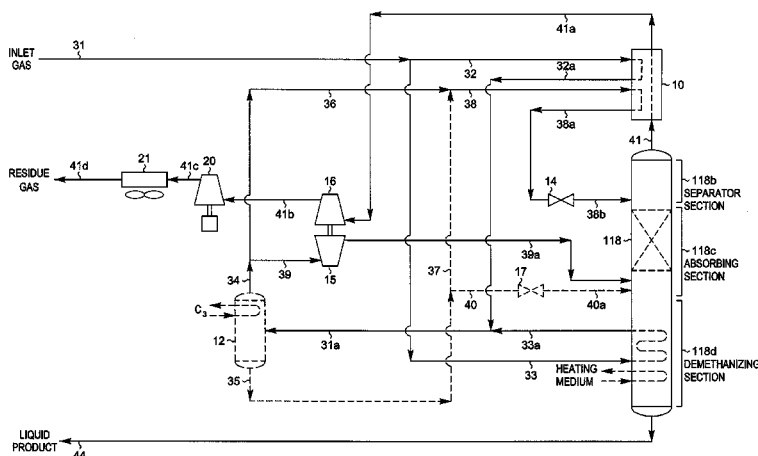 41a
31
INLET
GAS
32
32a
36
38
10
38a
41
41d
21
41c
20
16
14
118b
SEPARATOR
SECTION
RESIDUE
GAS
41b
38b
118
118c
ABSORBING
SECTION
39a
37
17
34
39
15
40
40a
C3
12
31a
33a
118d
DEMETHANIZING
SECTION
33
HEATING
MEDIUM
35
LIQUID
PRODUCT
44